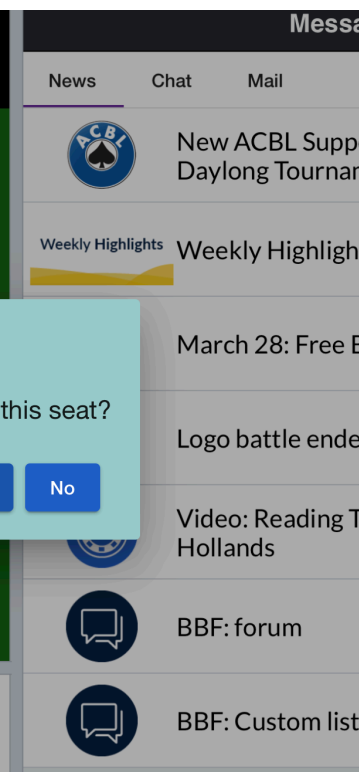 Messa
News Chat Mail
ACBL
New ACBL Supp
Daylong Tournar
Weekly Highlights
Weekly Highligh
March 28: Free
this seat?
No
Logo battle ende
Video: Reading T
Hollands
BBF: forum
BBF: Custom list